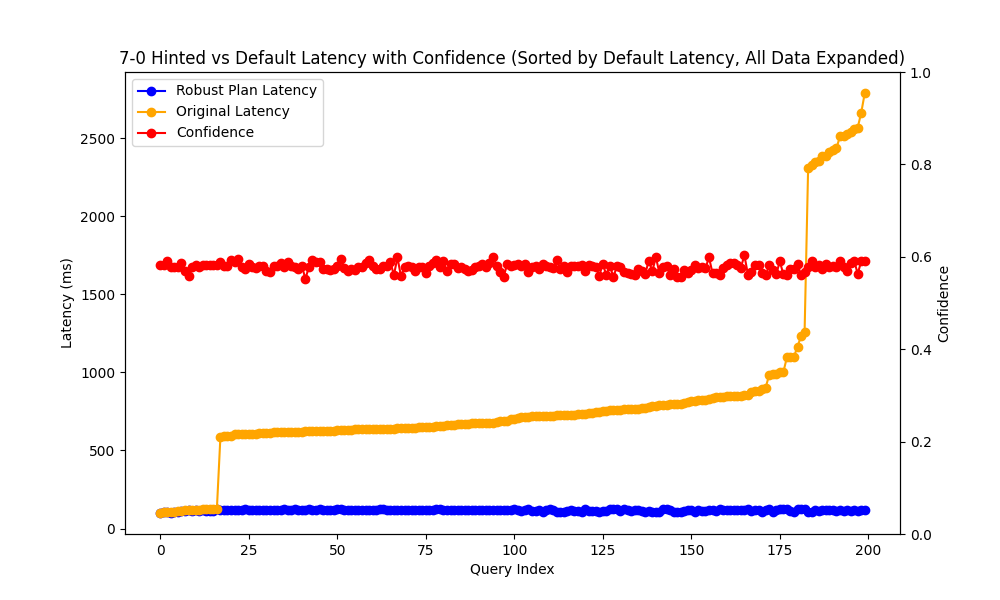 7-0 Hinted vs Default Latency with Confidence (Sorted by Default Latency, All Data Expanded)
Robust Plan Latency
Original Latency
Confidence
Latency (ms)
2500
2000
1500
1000
500
0
0 25 50 75 100 125 150 175 200
Query Index
1.0
0.8
0.6
0.4
0.2
0.0
Confidence